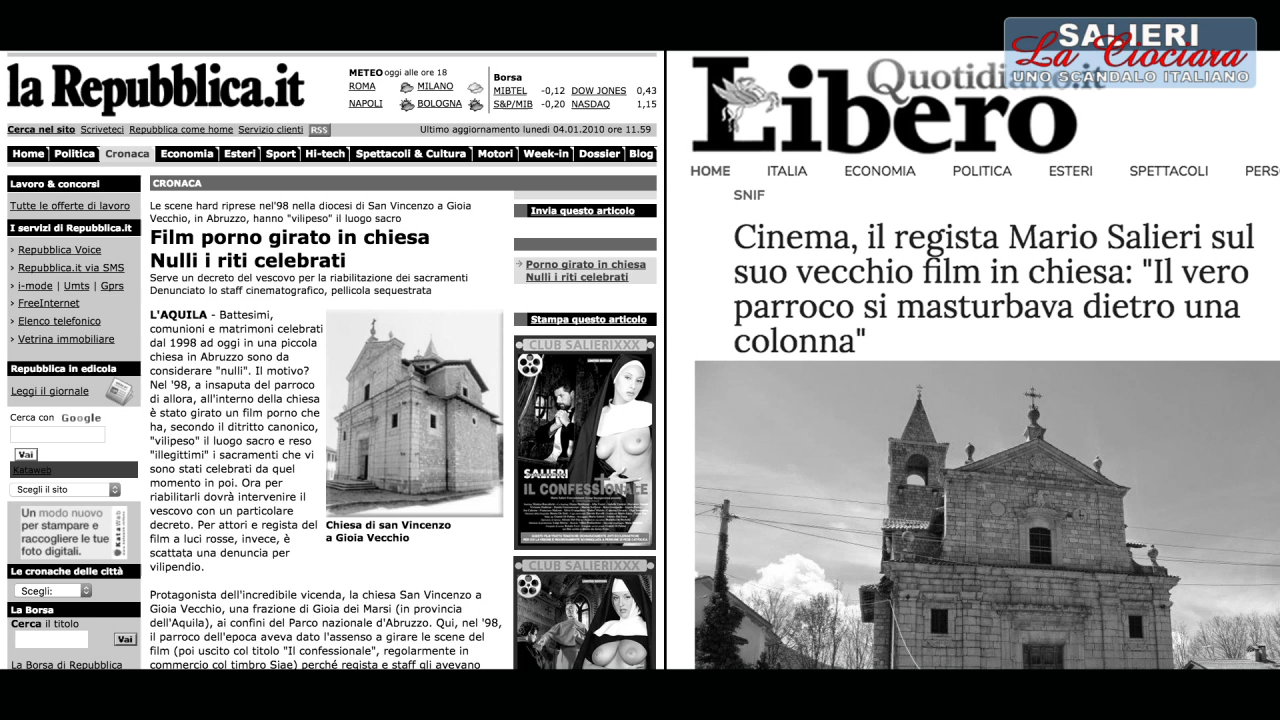 SALIERI
La Ciociara
UNO SCANDALO ITALIANO
la Repubblica.it
METEO oggi alle ore 18
ROMA MILANO
NAPOLI BOLOGNA
Borsa
MIBTEL -0,12 DOW JONES 0,43
S&P/MIB -0,20 NASDAQ 1,15
Cerca nel sito Scriveteci Repubblica come home Servizio clienti RSS Ultimo aggiornamento lunedi 04.01.2010 ore 11.59
Home Politica Cronaca Economia Esteri Sport Hi-tech Spettacoli & Cultura Motori Week-in Dossier Blog
Lavoro & concorsi
Tutte le offerte di lavoro
I servizi di Repubblica.it
› Repubblica Voice
› Repubblica.it via SMS
› i-mode | Umts | Gprs
› FreeInternet
› Elenco telefonico
› Vetrina immobiliare
Repubblica in edicola
Leggi il giornale
Cerca con Google
Vai
Kataweb
Scegli il sito
Un modo nuovo
per stampare e
raccogliere le tue
foto digitali.
KataWeb
Le cronache delle città
Scegli:
La Borsa
Cerca il titolo
Vai
La Borsa di Repubblica
CRONACA
Le scene hard riprese nel'98 nella diocesi di San Vincenzo a Gioia
Vecchio, in Abruzzo, hanno "vilipeso" il luogo sacro
Film porno girato in chiesa
Nulli i riti celebrati
Serve un decreto del vescovo per la riabilitazione dei sacramenti
Denunciato lo staff cinematografico, pellicola sequestrata
L'AQUILA - Battesimi,
comunioni e matrimoni celebrati
dal 1998 ad oggi in una piccola
chiesa in Abruzzo sono da
considerare "nulli". Il motivo?
Nel '98, a insaputa del parroco
di allora, all'interno della chiesa
è stato girato un film porno che
ha, secondo il ditritto canonico,
"vilipeso" il luogo sacro e reso
"illegittimi" i sacramenti che vi
sono stati celebrati da quel
momento in poi. Ora per
riabilitarli dovrà intervenire il
vescovo con un particolare
decreto. Per attori e regista del
film a luci rosse, invece, è
scattata una denuncia per
vilipendio.
Chiesa di san Vincenzo
a Gioia Vecchio
Protagonista dell'incredibile vicenda, la chiesa San Vincenzo a
Gioia Vecchio, una frazione di Gioia dei Marsi (in provincia
dell'Aquila), ai confini del Parco nazionale d'Abruzzo. Qui, nel '98,
il parroco dell'epoca aveva dato l'assenso a girare le scene del
film (poi uscito col titolo "Il confessionale", regolarmente in
commercio col timbro Siae) perché regista e staff gli avevano
Invia questo articolo
Porno girato in chiesa
Nulli i riti celebrati
Stampa questo articolo
CLUB SALIERIXXX
SALIERI
IL CONFESSIONALE
CLUB SALIERIXXX
Quotidiano.it
Libero
HOME ITALIA ECONOMIA POLITICA ESTERI SPETTACOLI PERS
SNIF
Cinema, il regista Mario Salieri sul
suo vecchio film in chiesa: "Il vero
parroco si masturbava dietro una
colonna"